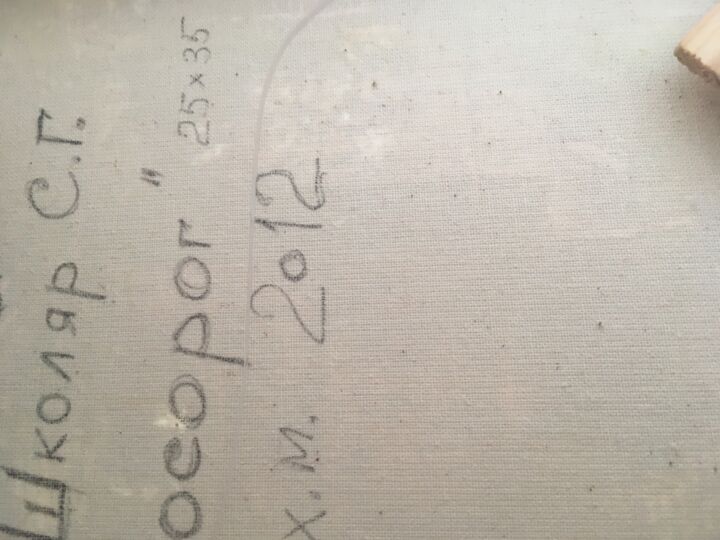 Школяр С.Г.
осорог" 25×35
х.м. 2012